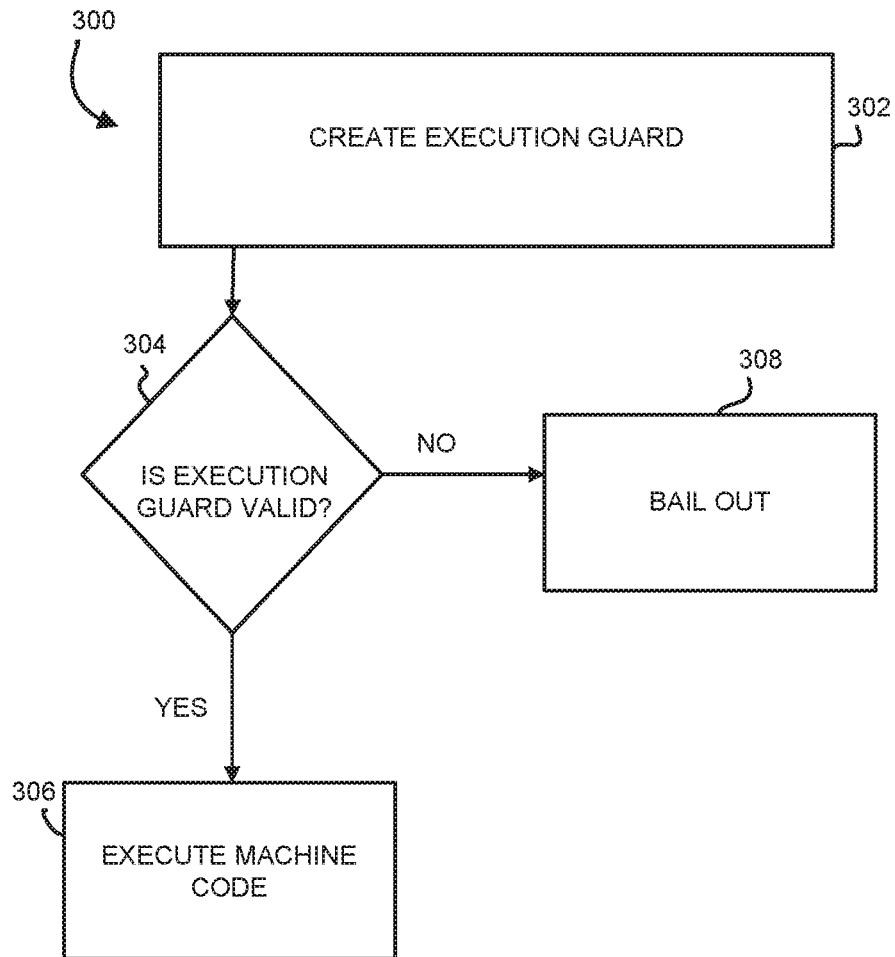 300
302
CREATE EXECUTION GUARD
304
308
IS EXECUTION
GUARD VALID?
NO
BAIL OUT
YES
306
EXECUTE MACHINE
CODE